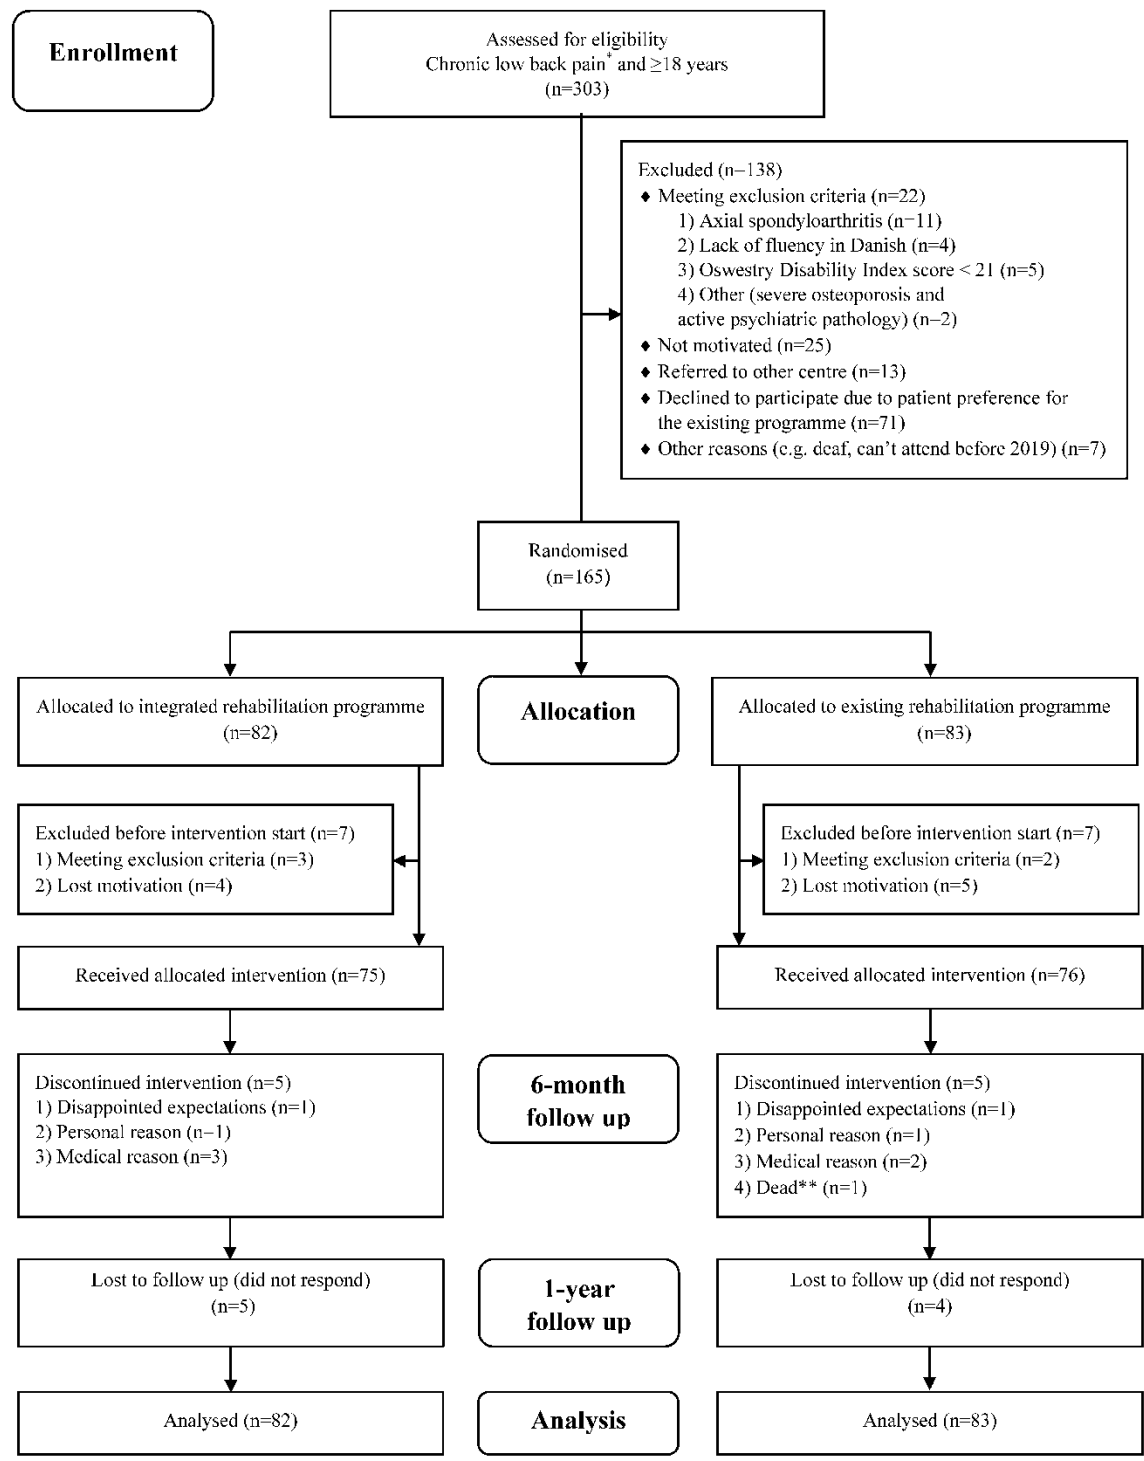 Enrollment
Assessed for eligibility
Chronic low back pain* and ≥18 years
(n=303)
Excluded (n=138)
♦ Meeting exclusion criteria (n=22)
1) Axial spondyloarthritis (n=11)
2) Lack of fluency in Danish (n=4)
3) Oswestry Disability Index score < 21 (n=5)
4) Other (severe osteoporosis and
active psychiatric pathology) (n=2)
♦ Not motivated (n=25)
♦ Referred to other centre (n=13)
♦ Declined to participate due to patient preference for
the existing programme (n=71)
♦ Other reasons (e.g. deaf, can't attend before 2019) (n=7)
Randomised
(n=165)
Allocated to integrated rehabilitation programme
(n=82)
Allocation
Allocated to existing rehabilitation programme
(n=83)
Excluded before intervention start (n=7)
1) Meeting exclusion criteria (n=3)
2) Lost motivation (n=4)
Excluded before intervention start (n=7)
1) Meeting exclusion criteria (n=2)
2) Lost motivation (n=5)
Received allocated intervention (n=75)
Received allocated intervention (n=76)
Discontinued intervention (n=5)
1) Disappointed expectations (n=1)
2) Personal reason (n=1)
3) Medical reason (n=3)
6-month
follow up
Discontinued intervention (n=5)
1) Disappointed expectations (n=1)
2) Personal reason (n=1)
3) Medical reason (n=2)
4) Dead** (n=1)
Lost to follow up (did not respond)
(n=5)
1-year
follow up
Lost to follow up (did not respond)
(n=4)
Analysed (n=82)
Analysis
Analysed (n=83)